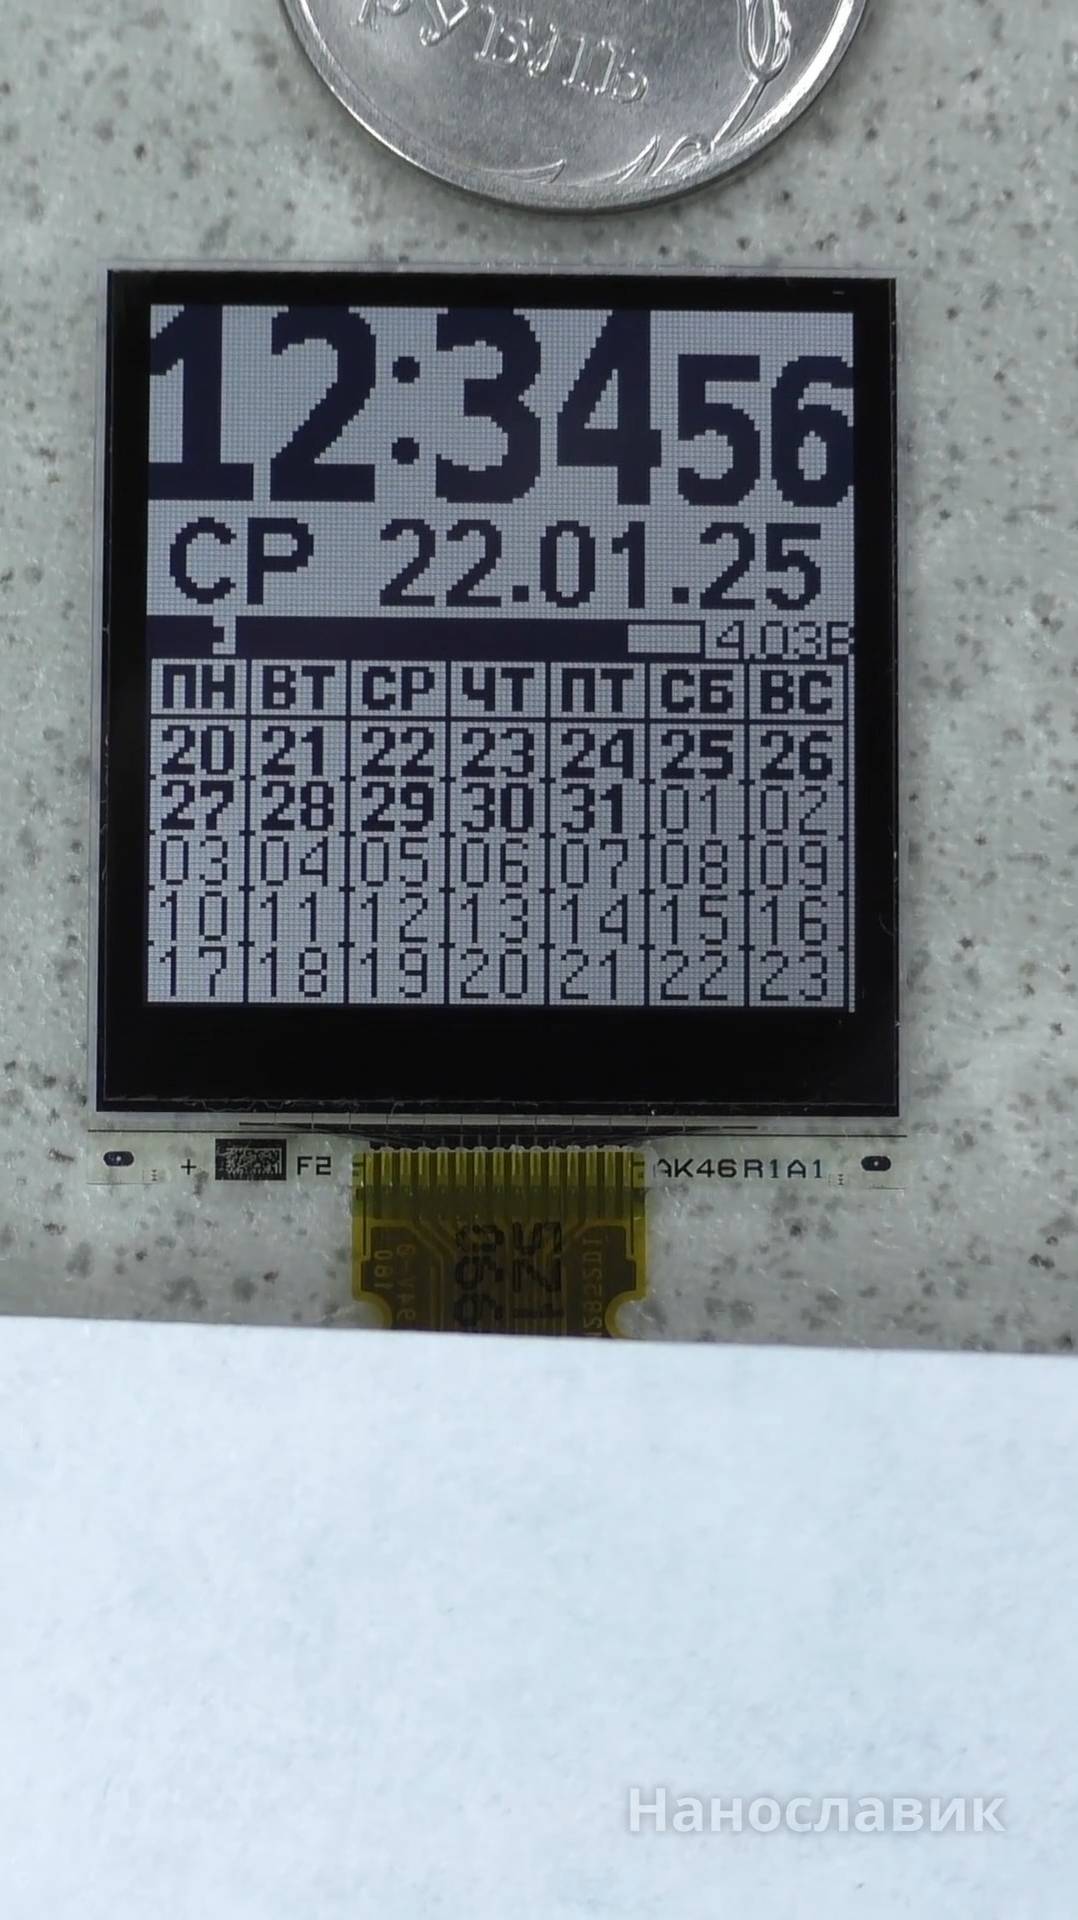 РУБЛЬ
12:34 56
СР 22.01.25
4.03В
ПН ВТ СР ЧТ ПТ СБ ВС
20 21 22 23 24 25 26
27 28 29 30 31 01 02
03 04 05 06 07 08 09
10 11 12 13 14 15 16
17 18 19 20 21 22 23
+ F2 AK46R1A1
Нанославик